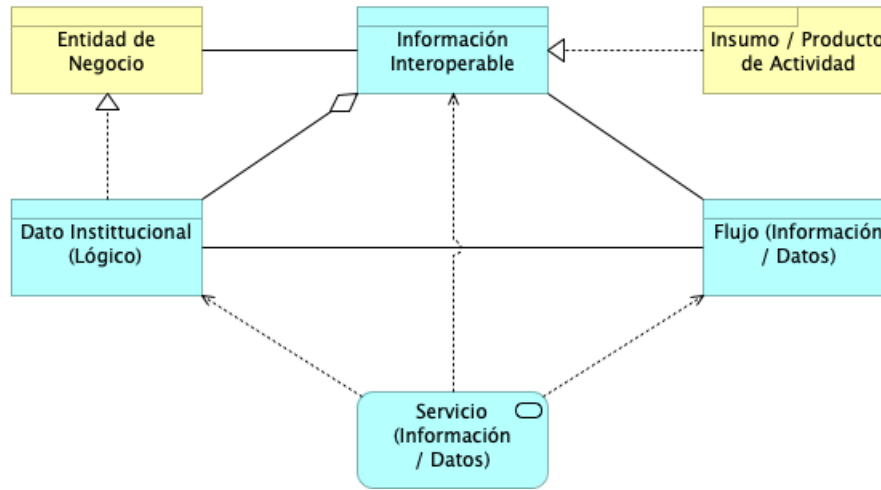 Entidad de
Negocio
Información
Interoperable
Insumo / Producto
de Actividad
Dato Instittucional
(Lógico)
Flujo (Información
/ Datos)
Servicio
(Información
/ Datos)